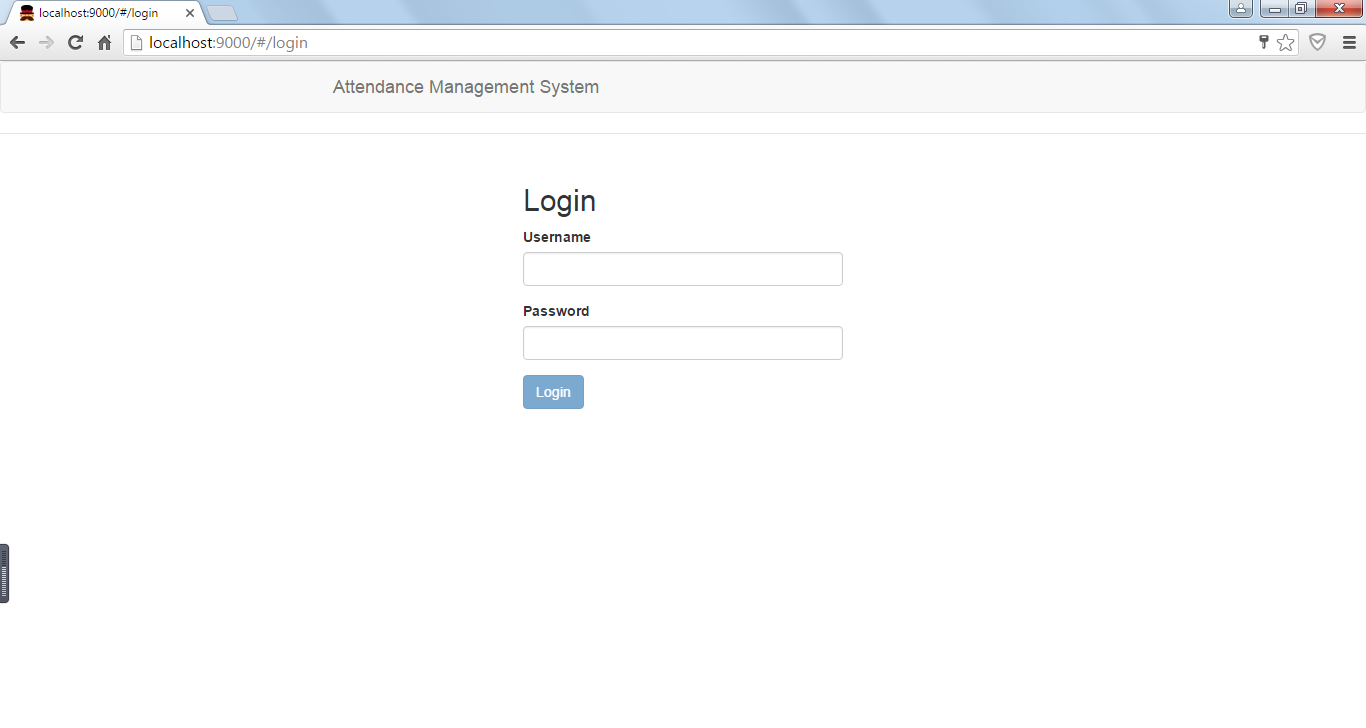 localhost:9000/#/login
localhost:9000/#/login
Attendance Management System
Login
Username
Password
Login